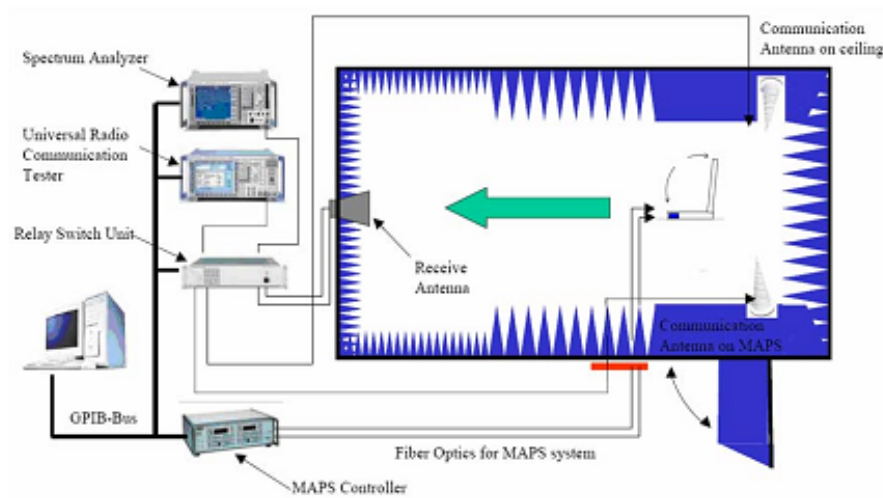 Communication
Antenna on ceiling
Spectrum Analyzer
Universal Radio
Communication
Tester
Relay Switch Unit
Receive
Antenna
Communication
Antenna on MAPS
GPIB-Bus
Fiber Optics for MAPS system
MAPS Controller